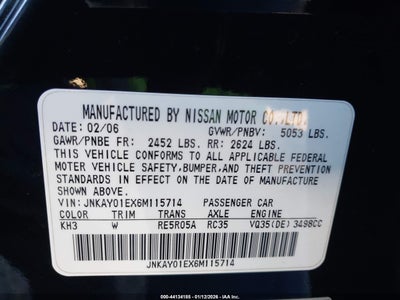 MANUFACTURED BY NISSAN MOTOR CO.,LTD.
DATE: 02/06 GVWR/PNBV: 5053 LBS.
GAWR/PNBE FR: 2452 LBS. RR: 2624 LBS.
THIS VEHICLE CONFORMS TO ALL APPLICABLE FEDERAL
MOTOR VEHICLE SAFETY,BUMPER,AND THEFT PREVENTION
STANDARDS IN EFFECT ON THE DATE OF MANUFACTURE
SHOWN ABOVE.
VIN: JNKAY01EX6M115714 PASSENGER CAR
COLOR TRIM TRANS AXLE ENGINE
KH3 W RE5R05A RC35 VQ35(DE) 3498CC
JNKAY01EX6M115714
000-44134185 - 01/12/2026 - IAA